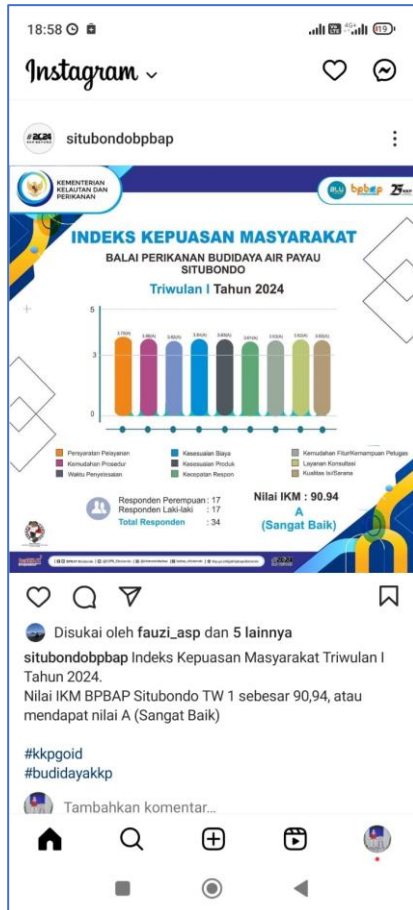 18:58
4G+
19
Instagram
situbondobpbap
KEMENTERIAN
KELAUTAN DAN
PERIKANAN
BLU bpbap
INDEKS KEPUASAN MASYARAKAT
BALAI PERIKANAN BUDIDAYA AIR PAYAU
SITUBONDO
Triwulan I Tahun 2024
5
3
0
Persyaratan Pelayanan
Kesesuaian Biaya
Kemudahan Fitur/Kemampuan Petugas
Kemudahan Prosedur
Kesesuaian Produk
Layanan Konsultasi
Waktu Penyelesaian
Kecepatan Respon
Kualitas Isi/Sarana
Responden Perempuan : 17
Responden Laki-laki : 17
Total Responden : 34
Nilai IKM : 90.94
A
(Sangat Baik)
Disukai oleh fauzi_asp dan 5 lainnya
situbondobpbap Indeks Kepuasan Masyarakat Triwulan I
Tahun 2024.
Nilai IKM BPBAP Situbondo TW 1 sebesar 90,94, atau
mendapat nilai A (Sangat Baik)
#kkpgoid
#budidayakkp
Tambahkan komentar...